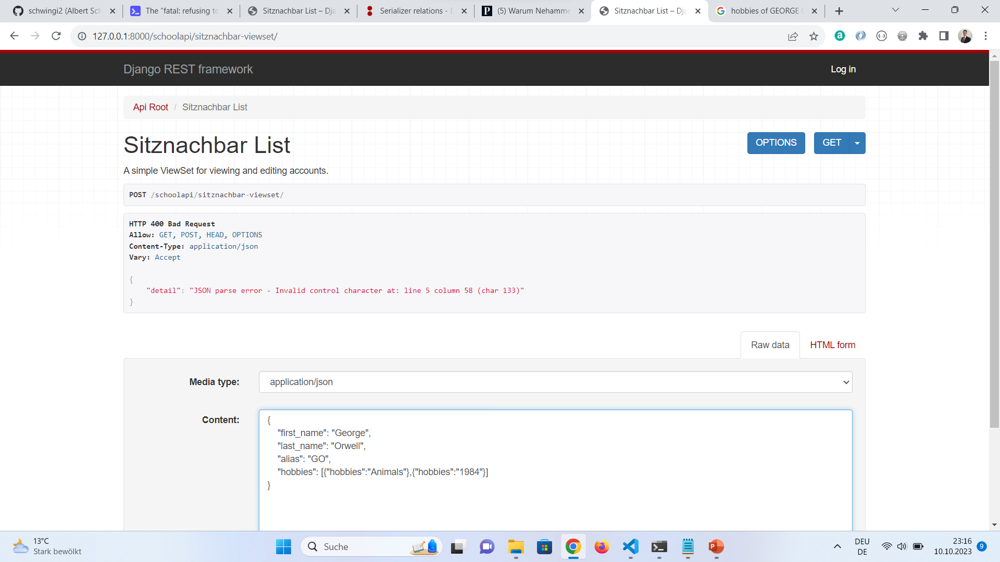 schwingi2 (Albert Sch
The “fatal: refusing to
Sitznachbar List – Dja
Serializer relations - D
(5) Warum Nehamme
Sitznachbar List – Dja
hobbies of GEORGE O
127.0.0.1:8000/schoolapi/sitznachbar-viewset/
Django REST framework
Log in
Api Root / Sitznachbar List
Sitznachbar List
OPTIONS
GET
A simple ViewSet for viewing and editing accounts.
POST /schoolapi/sitznachbar-viewset/
HTTP 400 Bad Request
Allow: GET, POST, HEAD, OPTIONS
Content-Type: application/json
Vary: Accept
{
"detail": "JSON parse error - Invalid control character at: line 5 column 58 (char 133)"
}
Raw data
HTML form
Media type:
application/json
Content:
{
"first_name": "George",
"last_name": "Orwell",
"alias": "GO",
"hobbies": [{"hobbies":"Animals"},{"hobbies":"1984"}]
}
13°C
Stark bewölkt
Suche
DEU
DE
23:16
10.10.2023
9